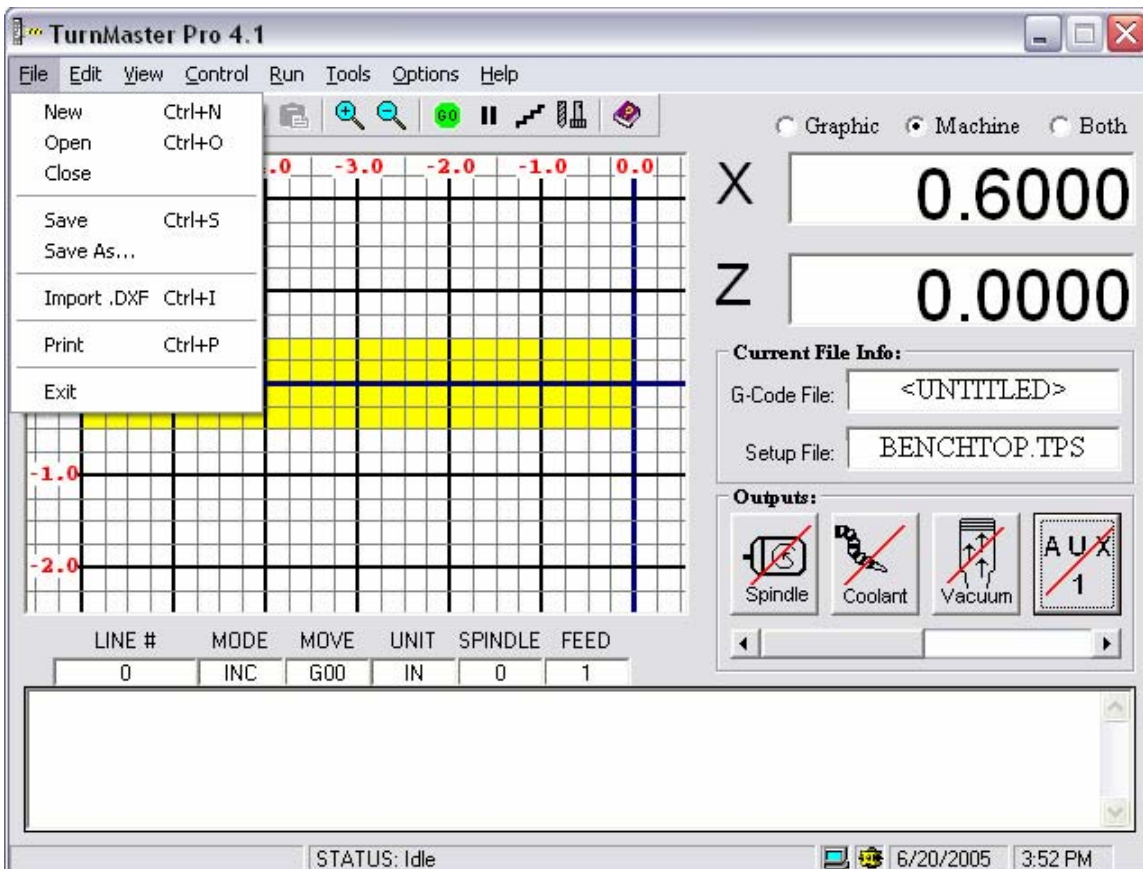 TurnMaster Pro 4.1
File Edit View Control Run Tools Options Help
New Ctrl+N
Open Ctrl+O
Close
Save Ctrl+S
Save As...
Import .DXF Ctrl+I
Print Ctrl+P
Exit
GO
Graphic Machine Both
.0 -3.0 -2.0 -1.0 0.0
-1.0
-2.0
X 0.6000
Z 0.0000
Current File Info:
G-Code File: <UNTITLED>
Setup File: BENCHTOP.TPS
Outputs:
Spindle Coolant Vacuum AUX 1
LINE # MODE MOVE UNIT SPINDLE FEED
0 INC G00 IN 0 1
STATUS: Idle 6/20/2005 3:52 PM